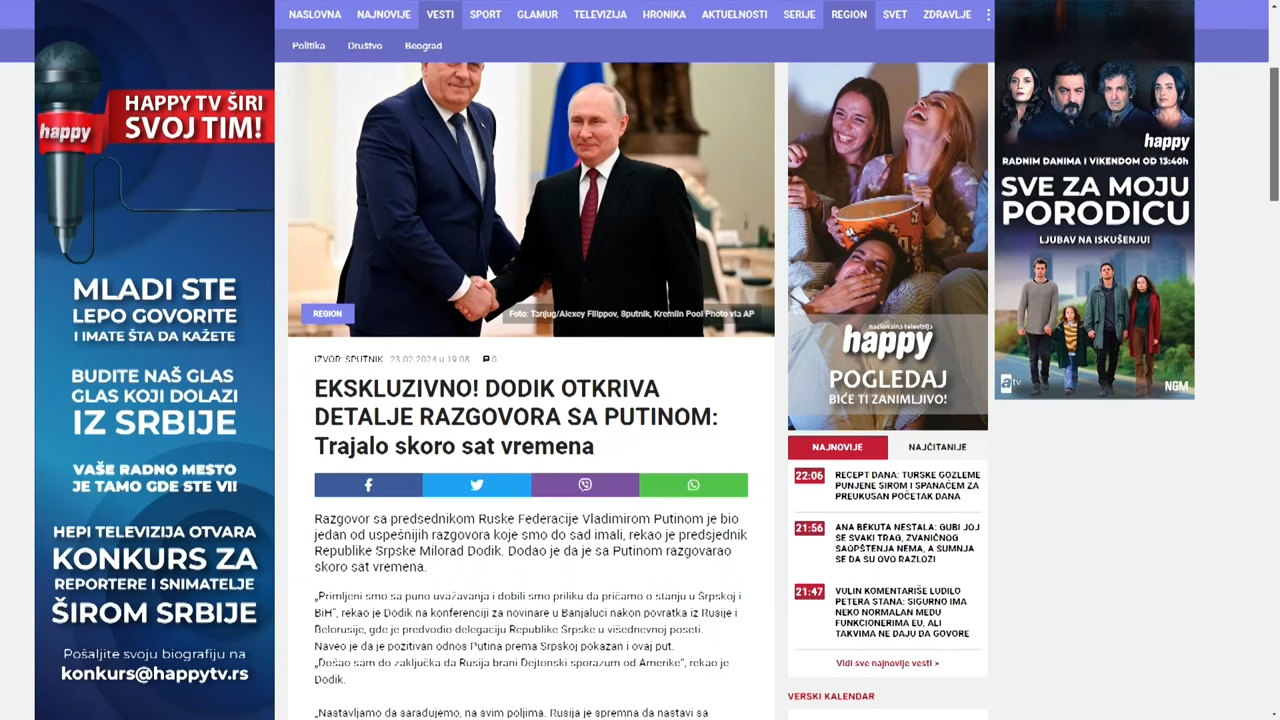 NASLOVNA NAJNOVIJE VESTI SPORT GLAMUR TELEVIZIJA HRONIKA AKTUELNOSTI SERIJE REGION SVET ZDRAVLJE
Politika Društvo Beograd
HAPPY TV ŠIRI
SVOJ TIM!
happy
MLADI STE
LEPO GOVORITE
I IMATE ŠTA DA KAŽETE
BUDITE NAŠ GLAS
GLAS KOJI DOLAZI
IZ SRBIJE
VAŠE RADNO MESTO
JE TAMO GDE STE VI!
HEPI TELEVIZIJA OTVARA
KONKURS ZA
REPORTERE I SNIMATELJE
ŠIROM SRBIJE
Pošaljite svoju biografiju na
konkurs@happytv.rs
REGION
Foto: Tanjug/Alexey Filippov, Sputnik, Kremlin Pool Photo via AP
IZVOR: SPUTNIK 23.02.2024 u 19:08 0
EKSKLUZIVNO! DODIK OTKRIVA
DETALJE RAZGOVORA SA PUTINOM:
Trajalo skoro sat vremena
Razgovor sa predsednikom Ruske Federacije Vladimirom Putinom je bio
jedan od uspešnijih razgovora koje smo do sad imali, rekao je predsjednik
Republike Srpske Milorad Dodik. Dodao je da je sa Putinom razgovarao
skoro sat vremena.
„Primljeni smo sa puno uvažavanja i dobili smo priliku da pričamo o stanju u Srpskoj i
BiH“, rekao je Dodik na konferenciji za novinare u Banjaluci nakon povratka iz Rusije i
Belorusije, gde je predvodio delegaciju Republike Srpske u višednevnoj poseti.
Naveo je da je pozitivan odnos Putina prema Srpskoj pokazan i ovaj put.
„Došao sam do zaključka da Rusija brani Dejtonski sporazum od Amerike“, rekao je
Dodik.
„Nastavljamo da sarađujemo, na svim poljima. Rusija je spremna da nastavi sa
nacionalna televizija
happy
POGLEDAJ
BIĆE TI ZANIMLJIVO!
NAJNOVIJE NAJČITANIJE
22:06 RECEPT DANA: TURSKE GOZLEME
PUNJENE SIROM I SPANAĆEM ZA
PREUKUSAN POČETAK DANA
21:56 ANA BEKUTA NESTALA: GUBI JOJ
SE SVAKI TRAG, ZVANIČNOG
SAOPŠTENJA NEMA, A SUMNJA
SE DA SU OVO RAZLOZI
21:47 VULIN KOMENTARIŠE LUDILO
PETERA STANA: SIGURNO IMA
NEKO NORMALAN MEĐU
FUNKCIONERIMA EU, ALI
TAKVIMA NE DAJU DA GOVORE
Vidi sve najnovije vesti »
VERSKI KALENDAR
happy
RADNIM DANIMA I VIKENDOM OD 13:40h
SVE ZA MOJU
PORODICU
LJUBAV NA ISKUŠENJU!
atv
NGM